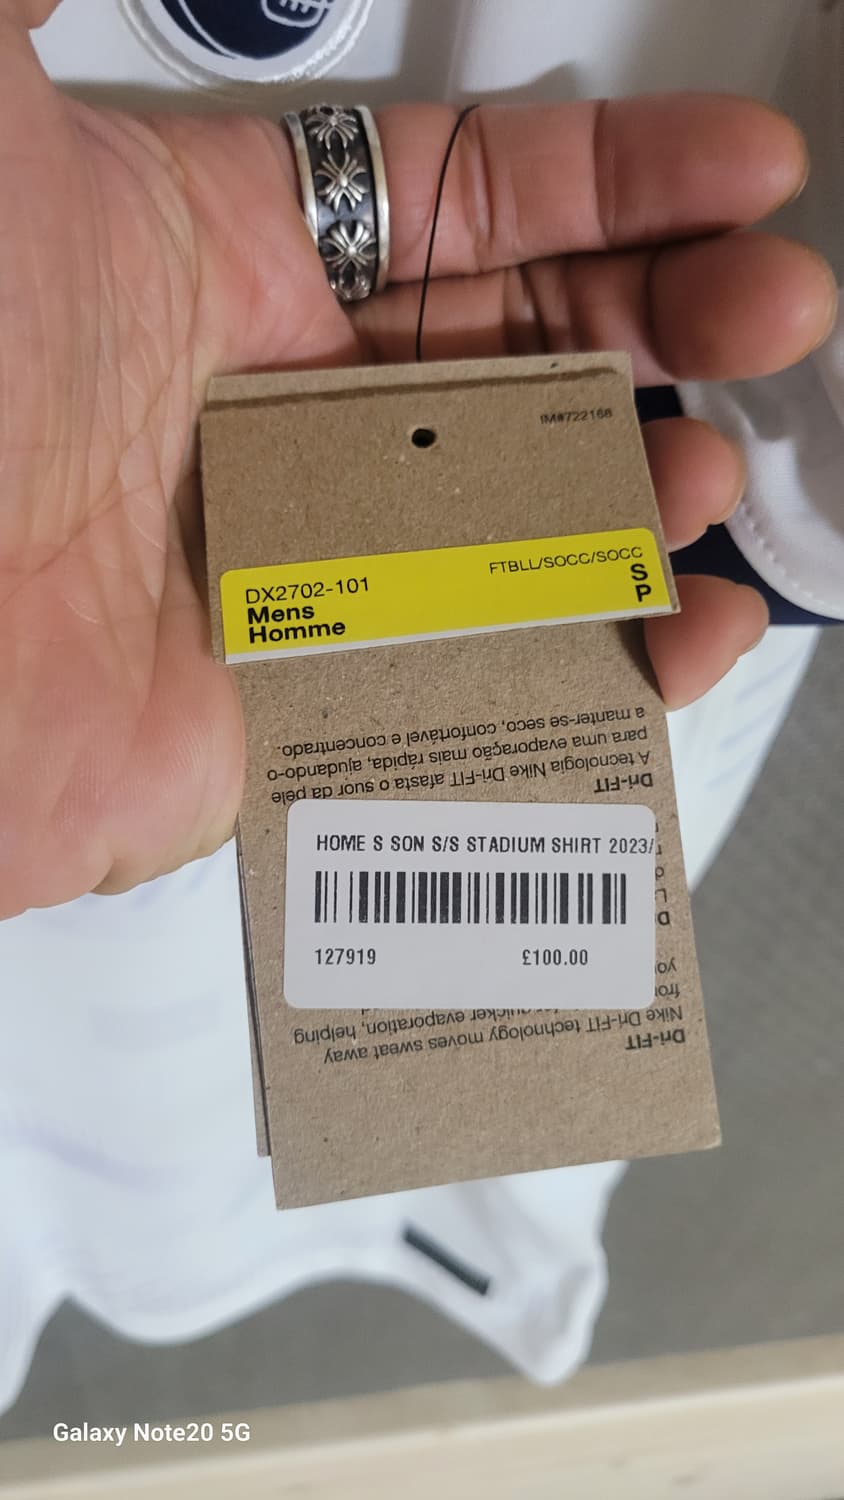 IM#722168
FTBLL/SOCC/SOCC
DX2702-101
S
Mens
P
Homme
a manter-se seco, confortável e concentrado.
para uma evaporação mais rápida, ajudando-o
A tecnologia Nike Dri-FIT afasta o suor da pele
Dri-FIT
HOME S SON S/S STADIUM SHIRT 2023/
127919 £100.00
quicker evaporation, helping
Nike Dri-FIT technology moves sweat away
Dri-FIT
Galaxy Note20 5G